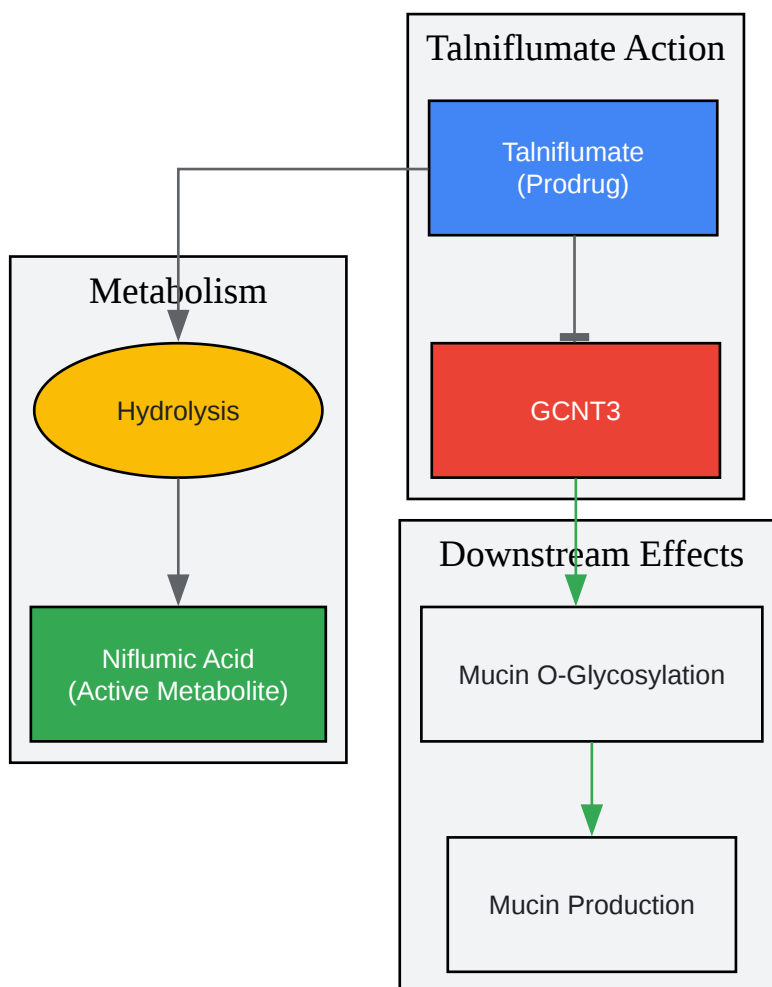 Talniflumate Action
Talniflumate
(Prodrug)
Metabolism
Hydrolysis
GCNT3
Downstream Effects
Niflumic Acid
(Active Metabolite)
Mucin O-Glycosylation
Mucin Production